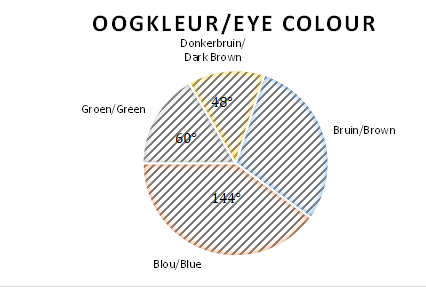 OOGKLEUR/EYE COLOUR
Donkerbruin/
Dark Brown
48°
Groen/Green
60°
Bruin/Brown
144°
Blou/Blue